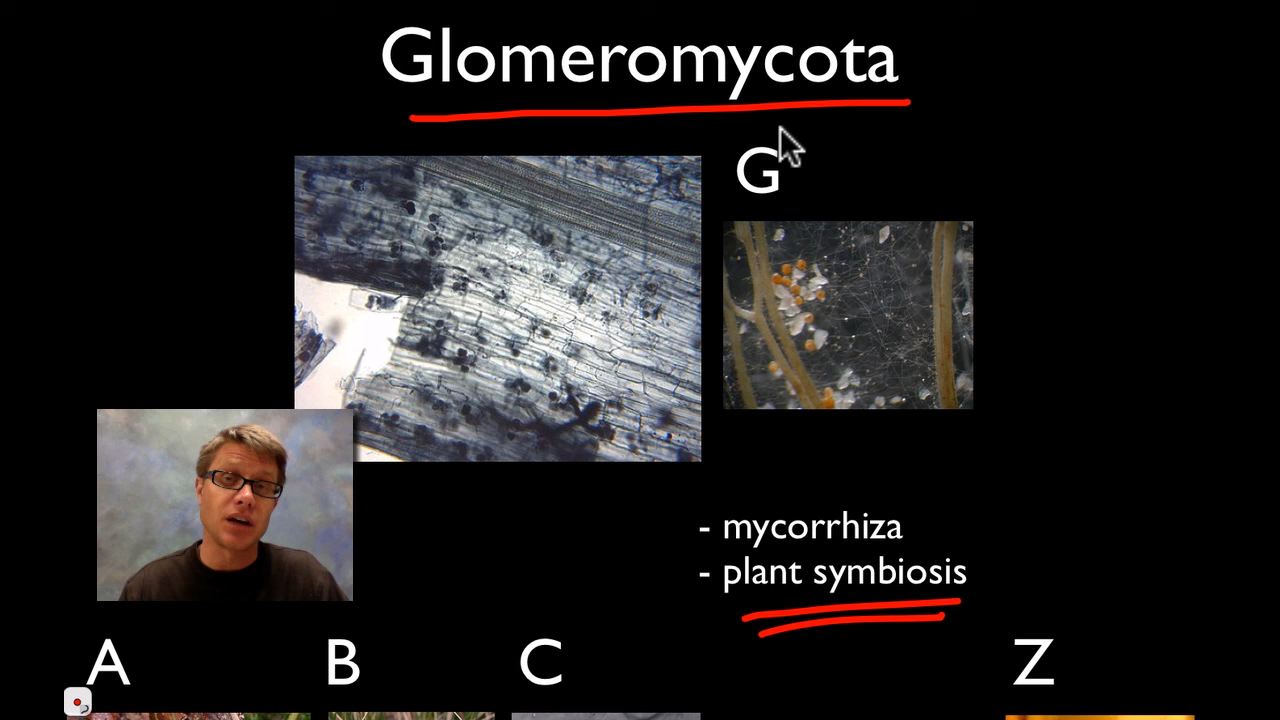 Glomeromycota
G
- mycorrhiza
- plant symbiosis
A B C Z